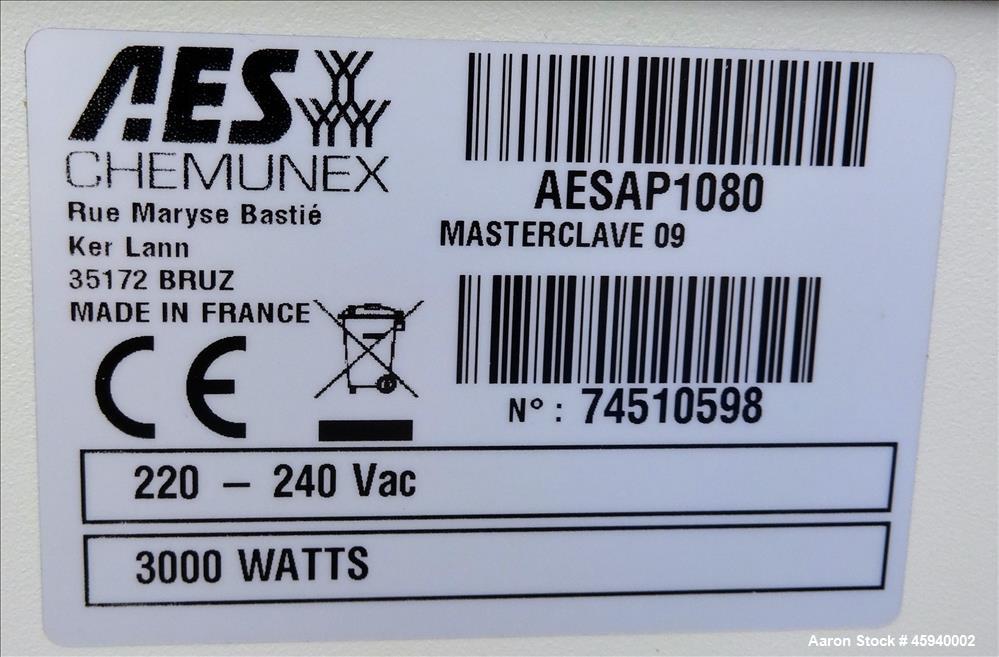 AES
CHEMUNEX
Rue Maryse Bastié
Ker Lann
35172 BRUZ
MADE IN FRANCE
CE
AESAP1080
MASTERCLAVE 09
N° : 74510598
220 – 240 Vac
3000 WATTS
Aaron Stock # 45940002